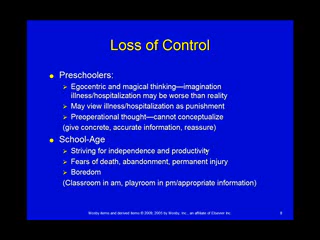 Loss of Control
Preschoolers:
Egocentric and magical thinking—imagination
illness/hospitalization may be worse than reality
May view illness/hospitalization as punishment
Preoperational thought—cannot conceptualize
(give concrete, accurate information, reassure)
School-Age
Striving for independence and productivity
Fears of death, abandonment, permanent injury
Boredom
(Classroom in am, playroom in pm/appropriate information)
Mosby items and derived items © 2009, 2005 by Mosby, Inc., an affiliate of Elsevier Inc.